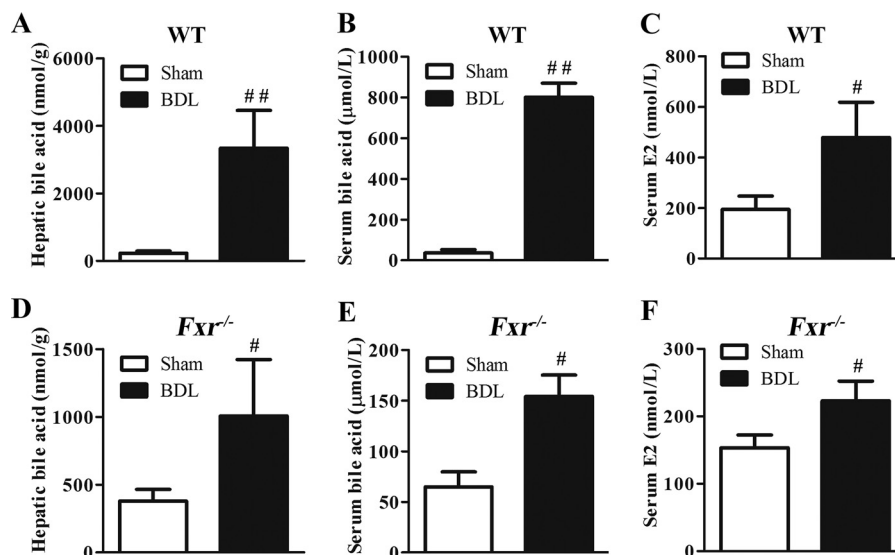 A
WT
Hepatic bile acid (nmol/g)
6000
4000
2000
0
Sham
BDL
# #
B
WT
Serum bile acid (μmol/L)
1000
800
600
400
200
0
Sham
BDL
# #
C
WT
Serum E2 (nmol/L)
800
600
400
200
0
Sham
BDL
#
D
Fxr-/-
Hepatic bile acid (nmol/g)
1500
1000
500
0
Sham
BDL
#
E
Fxr-/-
Serum bile acid (μmol/L)
200
150
100
50
0
Sham
BDL
#
F
Fxr-/-
Serum E2 (nmol/L)
300
200
100
0
Sham
BDL
#